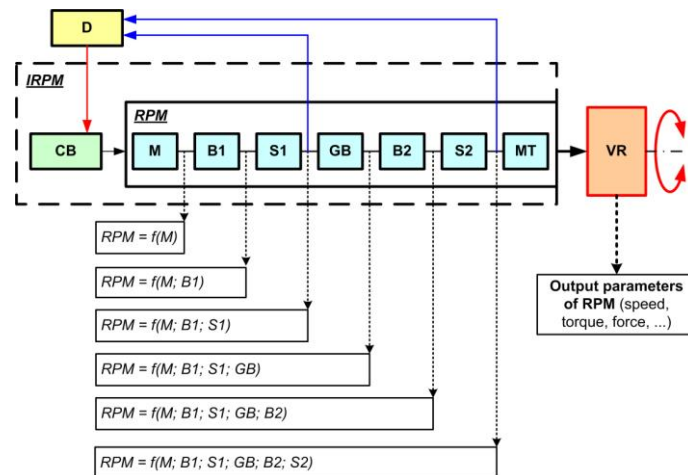 D
IRPM
RPM
CB
M
B1
S1
GB
B2
S2
MT
VR
RPM = f(M)
RPM = f(M; B1)
RPM = f(M; B1; S1)
RPM = f(M; B1; S1; GB)
RPM = f(M; B1; S1; GB; B2)
RPM = f(M; B1; S1; GB; B2; S2)
Output parameters
of RPM (speed,
torque, force, ...)